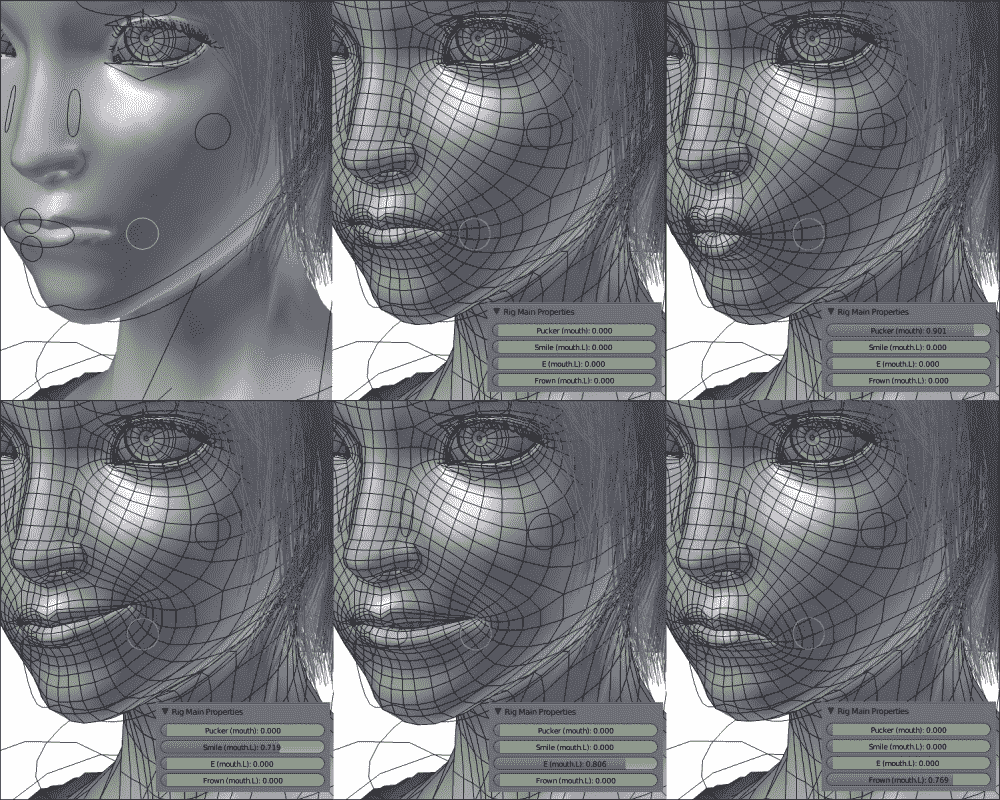 Rig Main Properties
Pucker (mouth): 0.000
Smile (mouth.L): 0.000
E (mouth.L): 0.000
Frown (mouth.L): 0.000
Rig Main Properties
Pucker (mouth): 0.901
Smile (mouth.L): 0.000
E (mouth.L): 0.000
Frown (mouth.L): 0.000
Rig Main Properties
Pucker (mouth): 0.000
Smile (mouth.L): 0.719
E (mouth.L): 0.000
Frown (mouth.L): 0.000
Rig Main Properties
Pucker (mouth): 0.000
Smile (mouth.L): 0.000
E (mouth.L): 0.806
Frown (mouth.L): 0.000
Rig Main Properties
Pucker (mouth): 0.000
Smile (mouth.L): 0.000
E (mouth.L): 0.000
Frown (mouth.L): 0.769